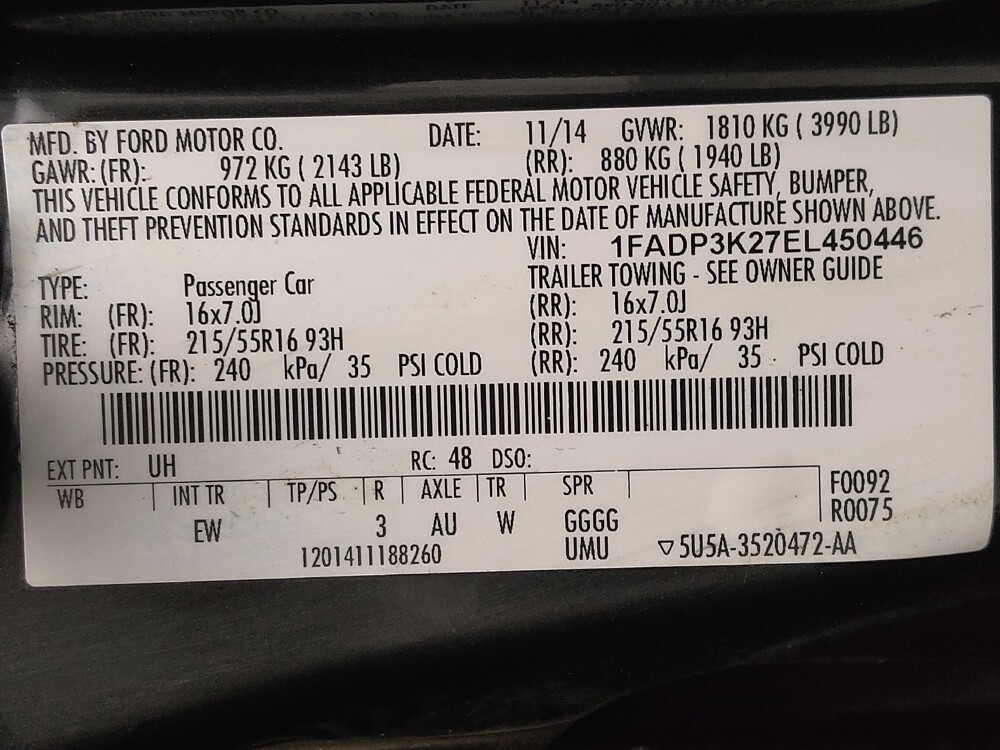 MFD. BY FORD MOTOR CO. DATE: 11/14 GVWR: 1810 KG ( 3990 LB)
GAWR: (FR): 972 KG ( 2143 LB) (RR): 880 KG ( 1940 LB)
THIS VEHICLE CONFORMS TO ALL APPLICABLE FEDERAL MOTOR VEHICLE SAFETY, BUMPER,
AND THEFT PREVENTION STANDARDS IN EFFECT ON THE DATE OF MANUFACTURE SHOWN ABOVE.
VIN: 1FADP3K27EL450446
TYPE: Passenger Car TRAILER TOWING - SEE OWNER GUIDE
RIM: (FR): 16x7.0J (RR): 16x7.0J
TIRE: (FR): 215/55R16 93H (RR): 215/55R16 93H
PRESSURE: (FR): 240 kPa/ 35 PSI COLD (RR): 240 kPa/ 35 PSI COLD
EXT PNT: UH RC: 48 DSO:
WB INT TR TP/PS R AXLE TR SPR F0092
EW 3 AU W GGGG R0075
1201411188260 UMU ▽5U5A-3520472-AA